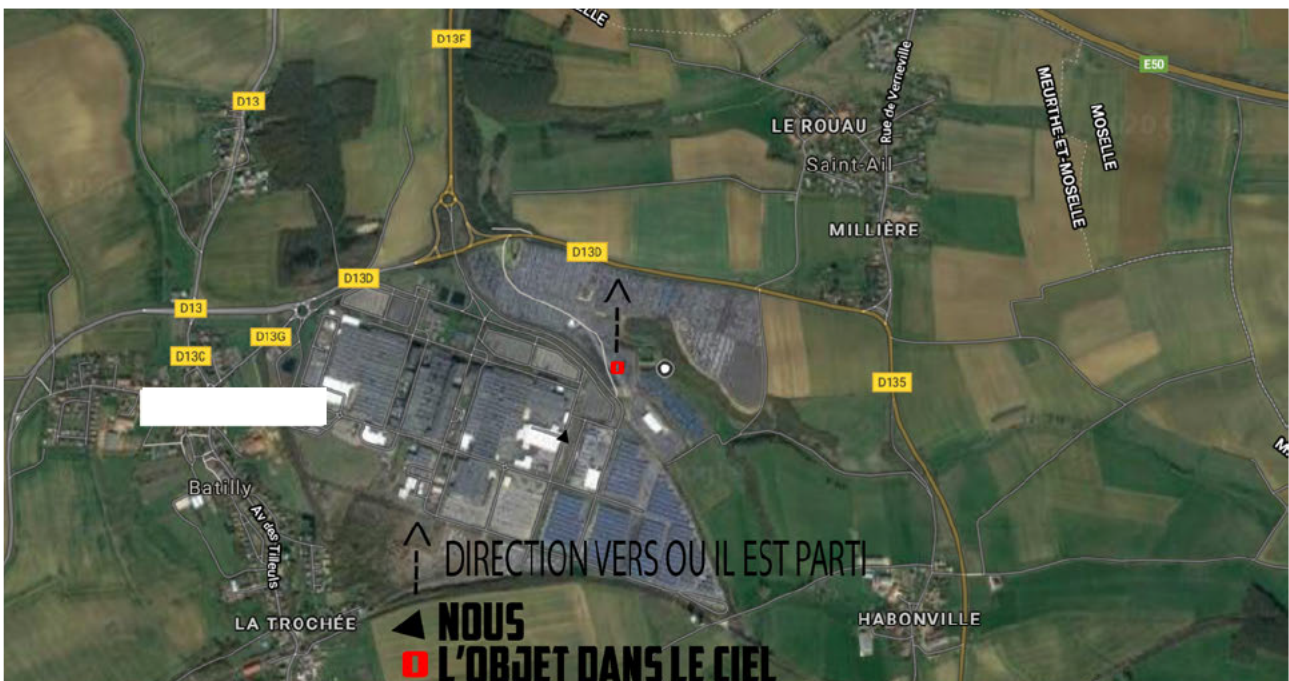 SELLE
D13F
E50
D13
LE ROUAU
Rue de Verneville
MEURTHE-ET-MOSELLE
MOSELLE
Saint-Ail
MILLIÈRE
D13D
D13D
D13
D13G
D13C
D135
Batilly
Av des Tilleuls
DIRECTION VERS OU IL EST PARTI
LA TROCHÉE
NOUS
HABONVILLE
L'OBJET DANS LE CIEL